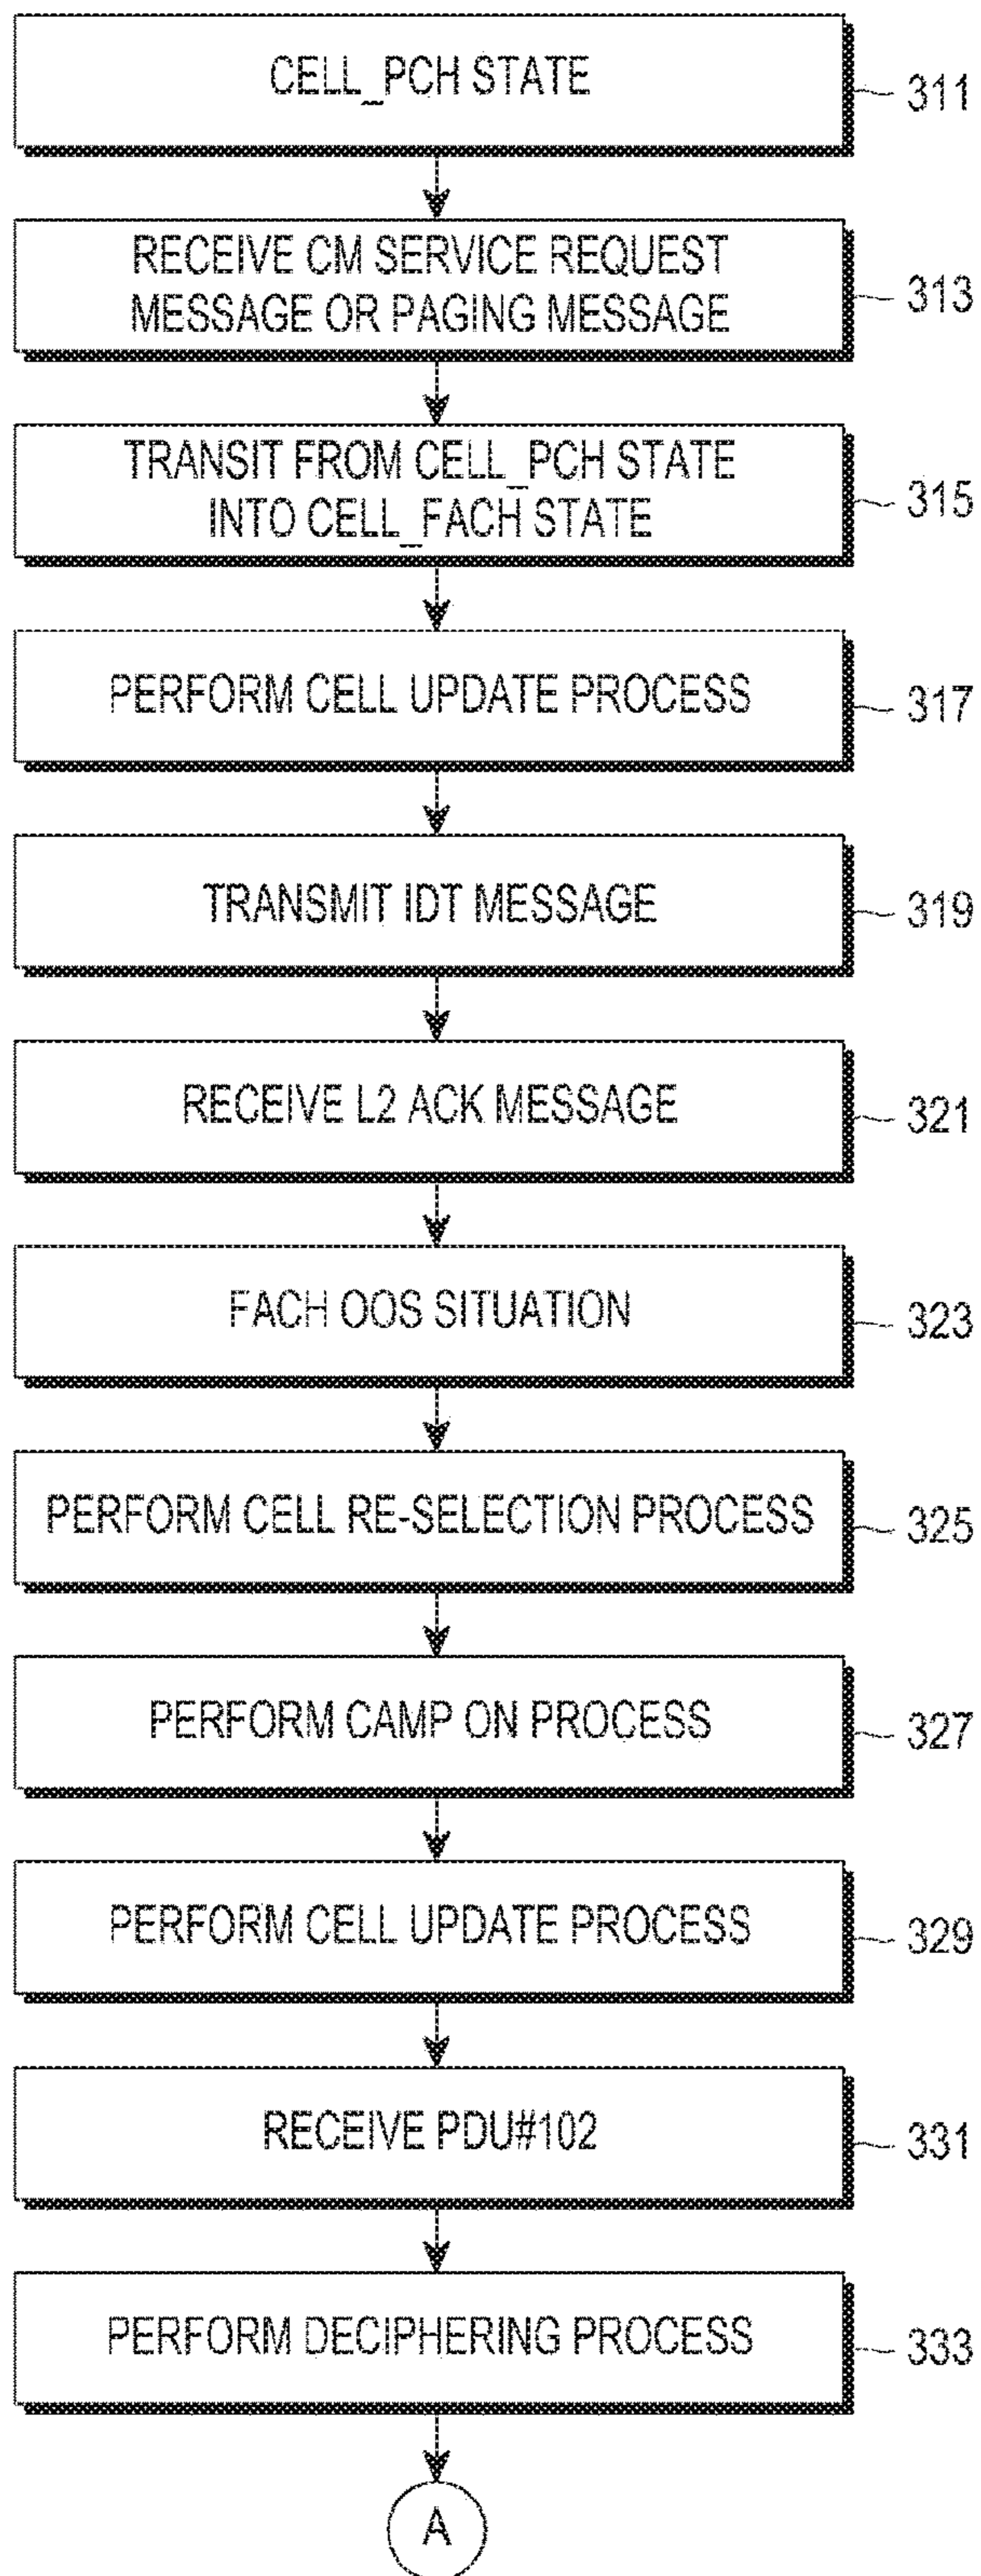 CELL_PCH STATE
311
RECEIVE CM SERVICE REQUEST
MESSAGE OR PAGING MESSAGE
313
TRANSIT FROM CELL_PCH STATE
INTO CELL_FACH STATE
315
PERFORM CELL UPDATE PROCESS
317
TRANSMIT IDT MESSAGE
319
RECEIVE L2 ACK MESSAGE
321
FACH OOS SITUATION
323
PERFORM CELL RE-SELECTION PROCESS
325
PERFORM CAMP ON PROCESS
327
PERFORM CELL UPDATE PROCESS
329
RECEIVE PDU#102
331
PERFORM DECIPHERING PROCESS
333
A